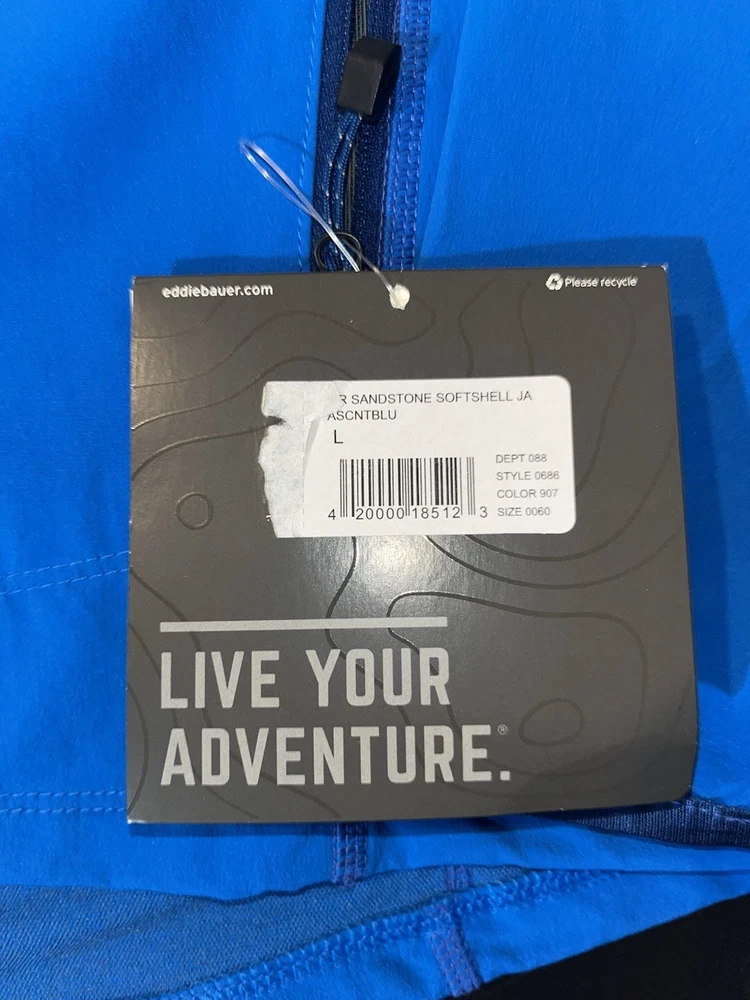 eddiebauer.com
Please recycle
R SANDSTONE SOFTSHELL JA
ASCNTBLU
L
DEPT 088
STYLE 0686
COLOR 907
SIZE 0060
4 20000 18512 3
LIVE YOUR
ADVENTURE.®